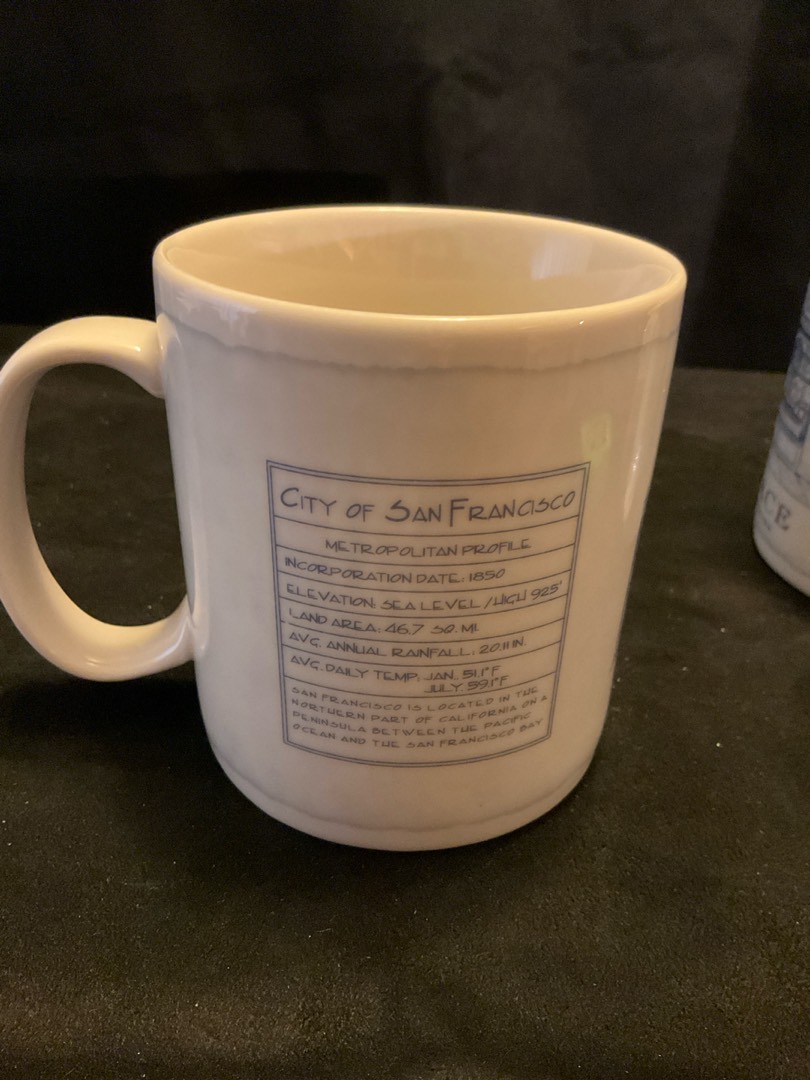 CITY OF SAN FRANCISCO
METROPOLITAN PROFILE
INCORPORATION DATE: 1850
ELEVATION: SEA LEVEL / HIGH 925'
LAND AREA: 46.7 SQ. MI.
AVG. ANNUAL RAINFALL: 20.11 IN.
AVG. DAILY TEMP: JAN. 51.1°F
JULY 59.1°F
SAN FRANCISCO IS LOCATED IN THE
NORTHERN PART OF CALIFORNIA ON A
PENINSULA BETWEEN THE PACIFIC
OCEAN AND THE SAN FRANCISCO BAY